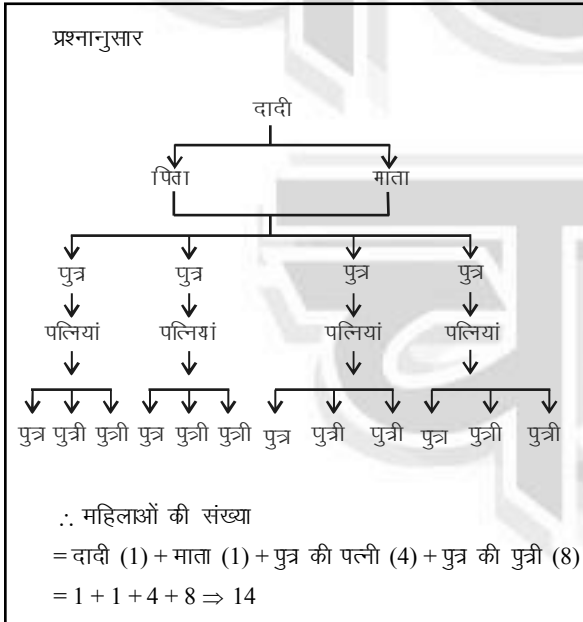 प्रश्नानुसार
दादी
पिता माता
पुत्र पुत्र पुत्र पुत्र
पत्नियां पत्नियां पत्नियां पत्नियां
पुत्र पुत्री पुत्री पुत्र पुत्री पुत्री पुत्र पुत्री पुत्री पुत्र पुत्री पुत्री
∴ महिलाओं की संख्या
= दादी (1) + माता (1) + पुत्र की पत्नी (4) + पुत्र की पुत्री (8)
= 1 + 1 + 4 + 8 ⇒ 14